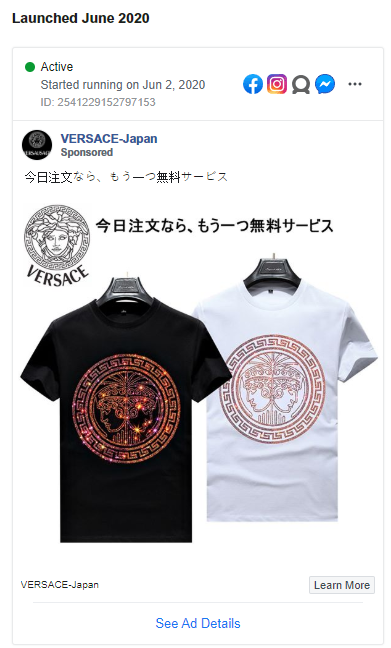 Launched June 2020
Active
Started running on Jun 2, 2020
ID: 2541229152797153
VERSACE-Japan
Sponsored
今日注文なら、もう一つ無料サービス
今日注文なら、もう一つ無料サービス
VERSACE
VERSACE-Japan
Learn More
See Ad Details